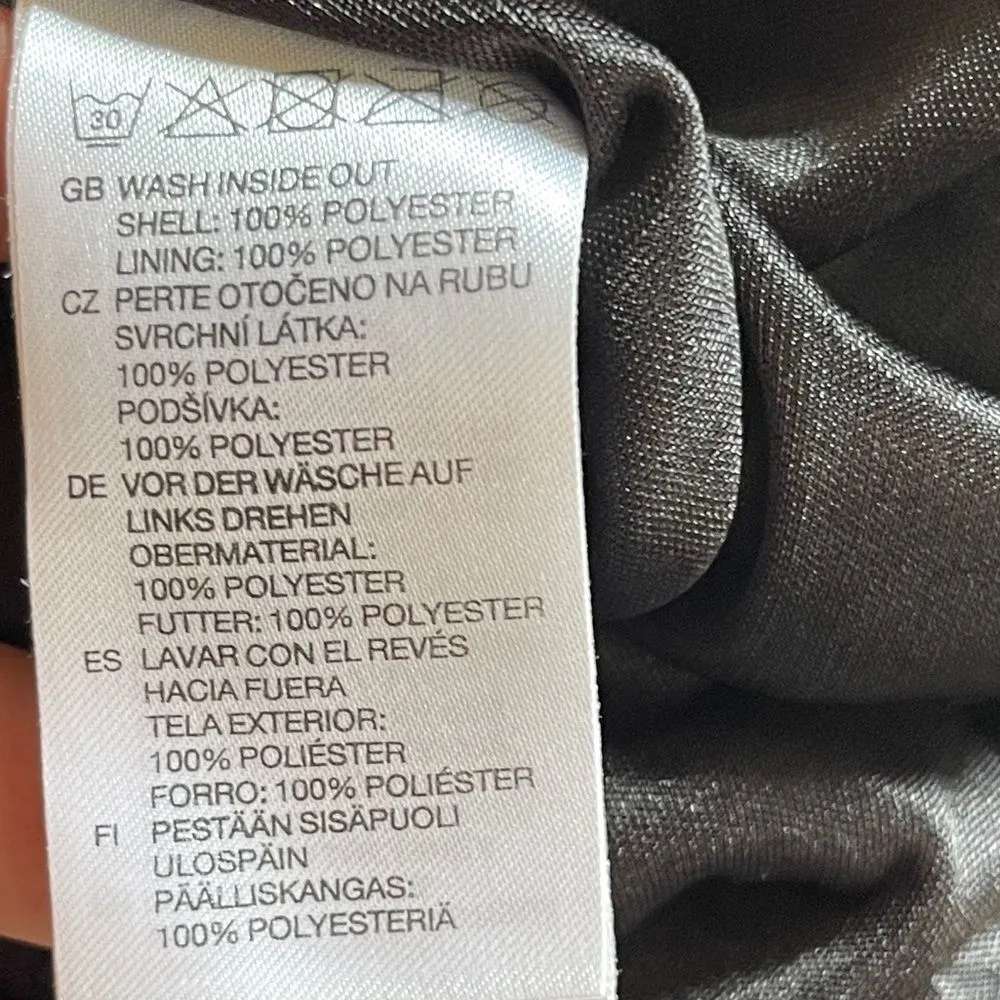 30
GB WASH INSIDE OUT
SHELL: 100% POLYESTER
LINING: 100% POLYESTER
CZ PERTE OTOČENO NA RUBU
SVRCHNÍ LÁTKA:
100% POLYESTER
PODŠÍVKA:
100% POLYESTER
DE VOR DER WÄSCHE AUF
LINKS DREHEN
OBERMATERIAL:
100% POLYESTER
FUTTER: 100% POLYESTER
ES LAVAR CON EL REVÉS
HACIA FUERA
TELA EXTERIOR:
100% POLIÉSTER
FORRO: 100% POLIÉSTER
FI PESTÄÄN SISÄPUOLI
ULOSPÄIN
PÄÄLLISKANGAS:
100% POLYESTERIÄ